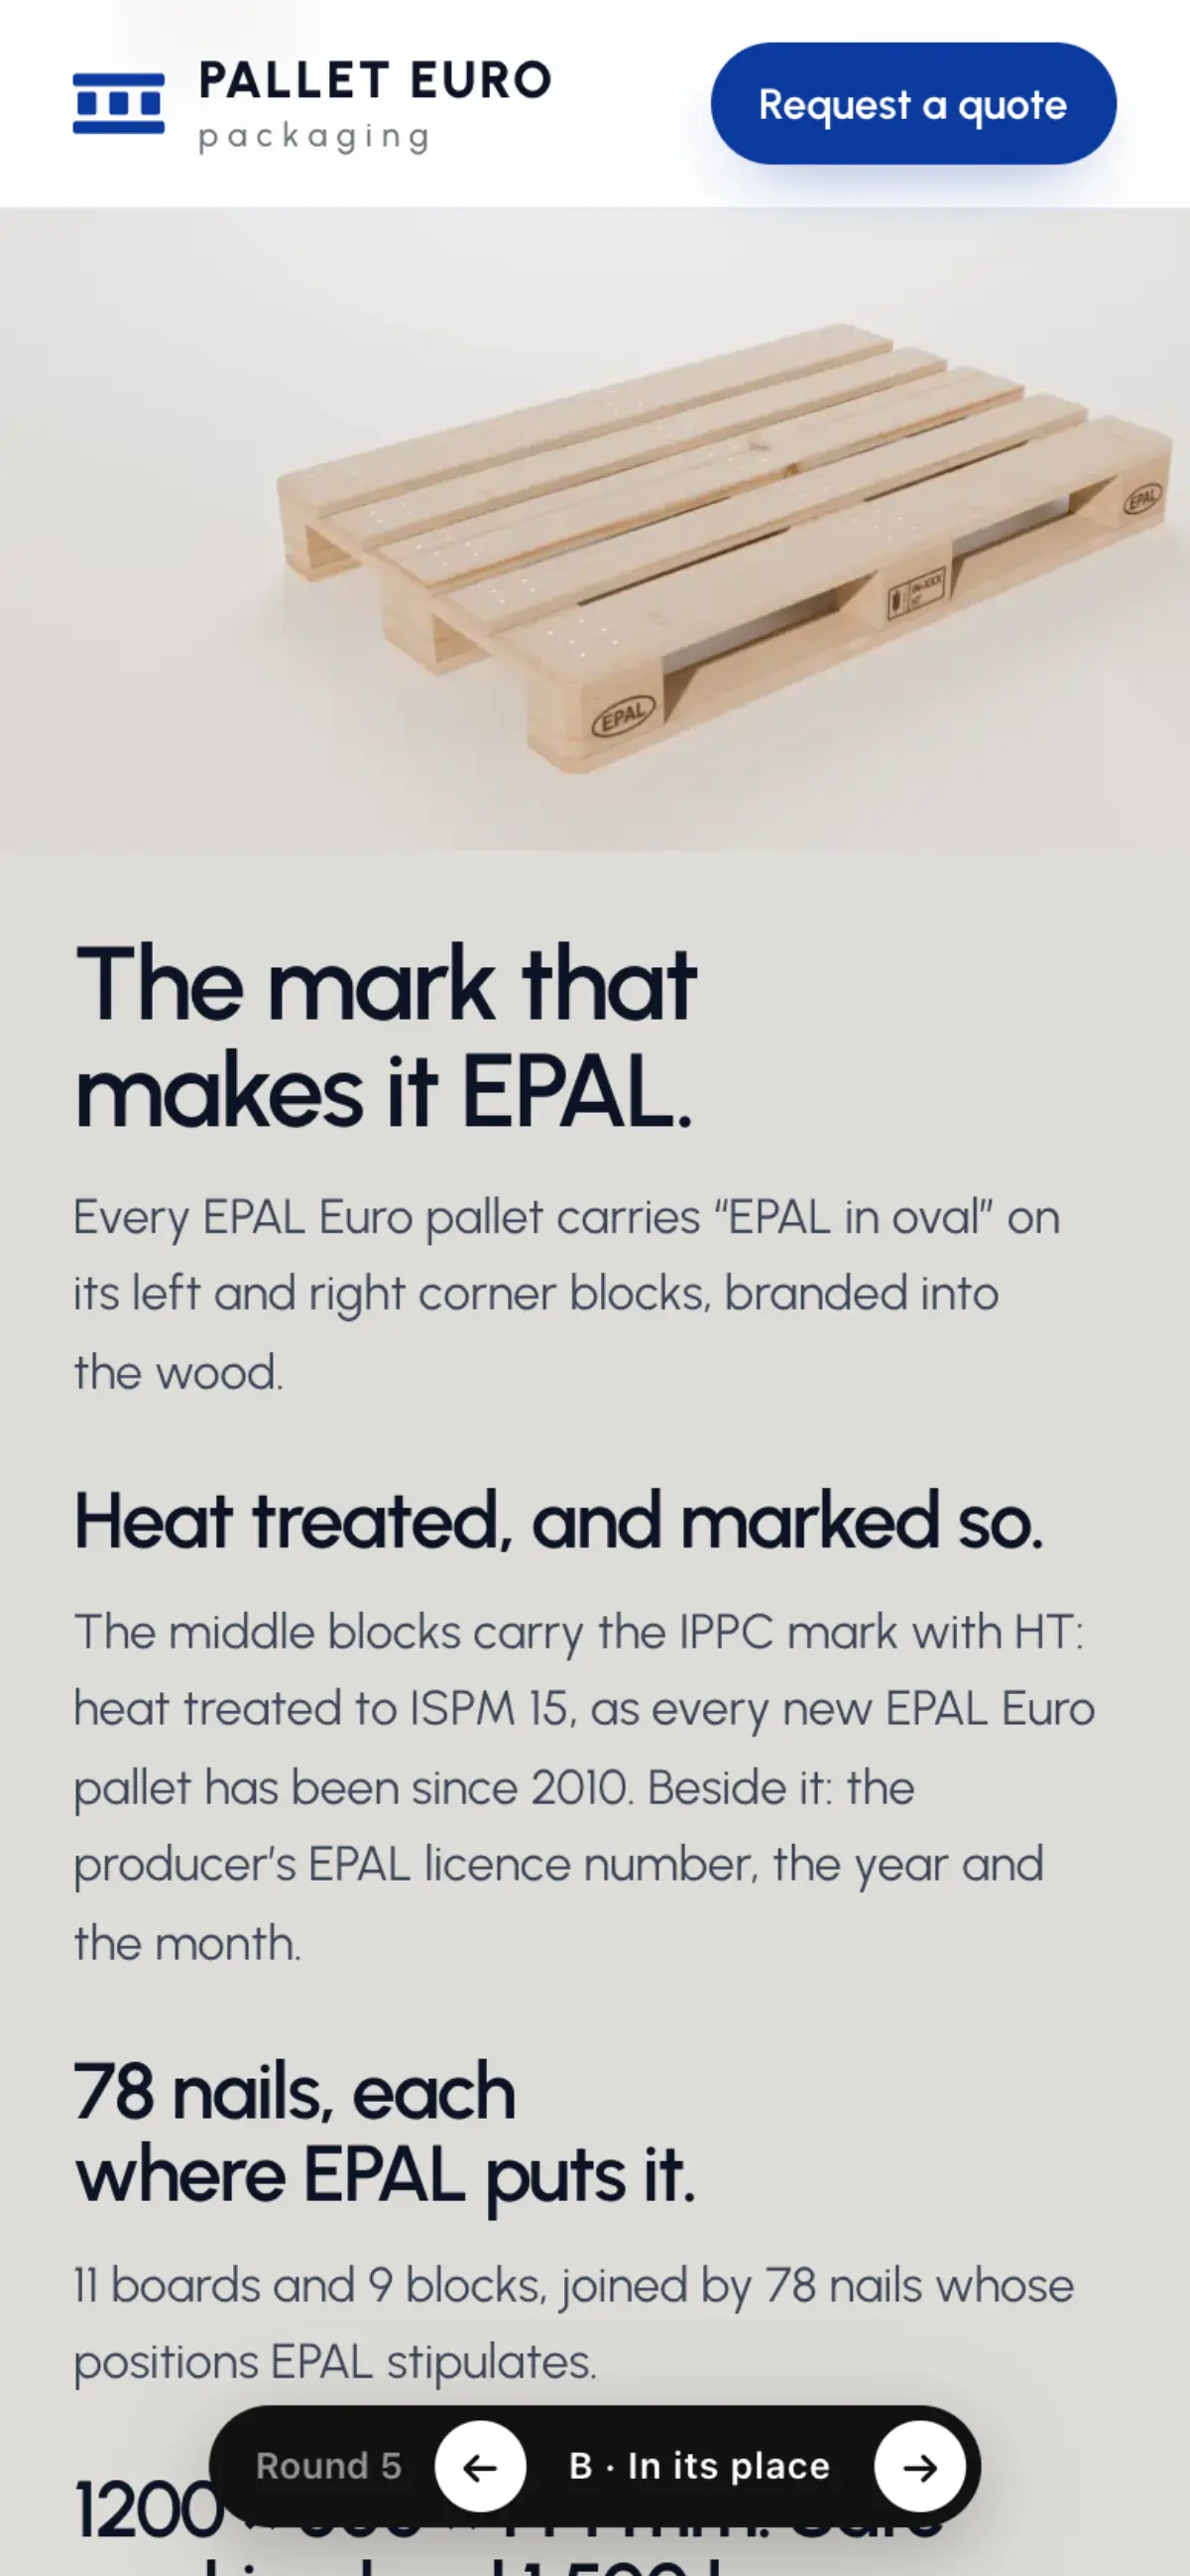 PALLET EURO
packaging
Request a quote
EPAL
EPAL
The mark that
makes it EPAL.
Every EPAL Euro pallet carries “EPAL in oval” on
its left and right corner blocks, branded into
the wood.
Heat treated, and marked so.
The middle blocks carry the IPPC mark with HT:
heat treated to ISPM 15, as every new EPAL Euro
pallet has been since 2010. Beside it: the
producer’s EPAL licence number, the year and
the month.
78 nails, each
where EPAL puts it.
11 boards and 9 blocks, joined by 78 nails whose
positions EPAL stipulates.
Round 5
B · In its place
1200